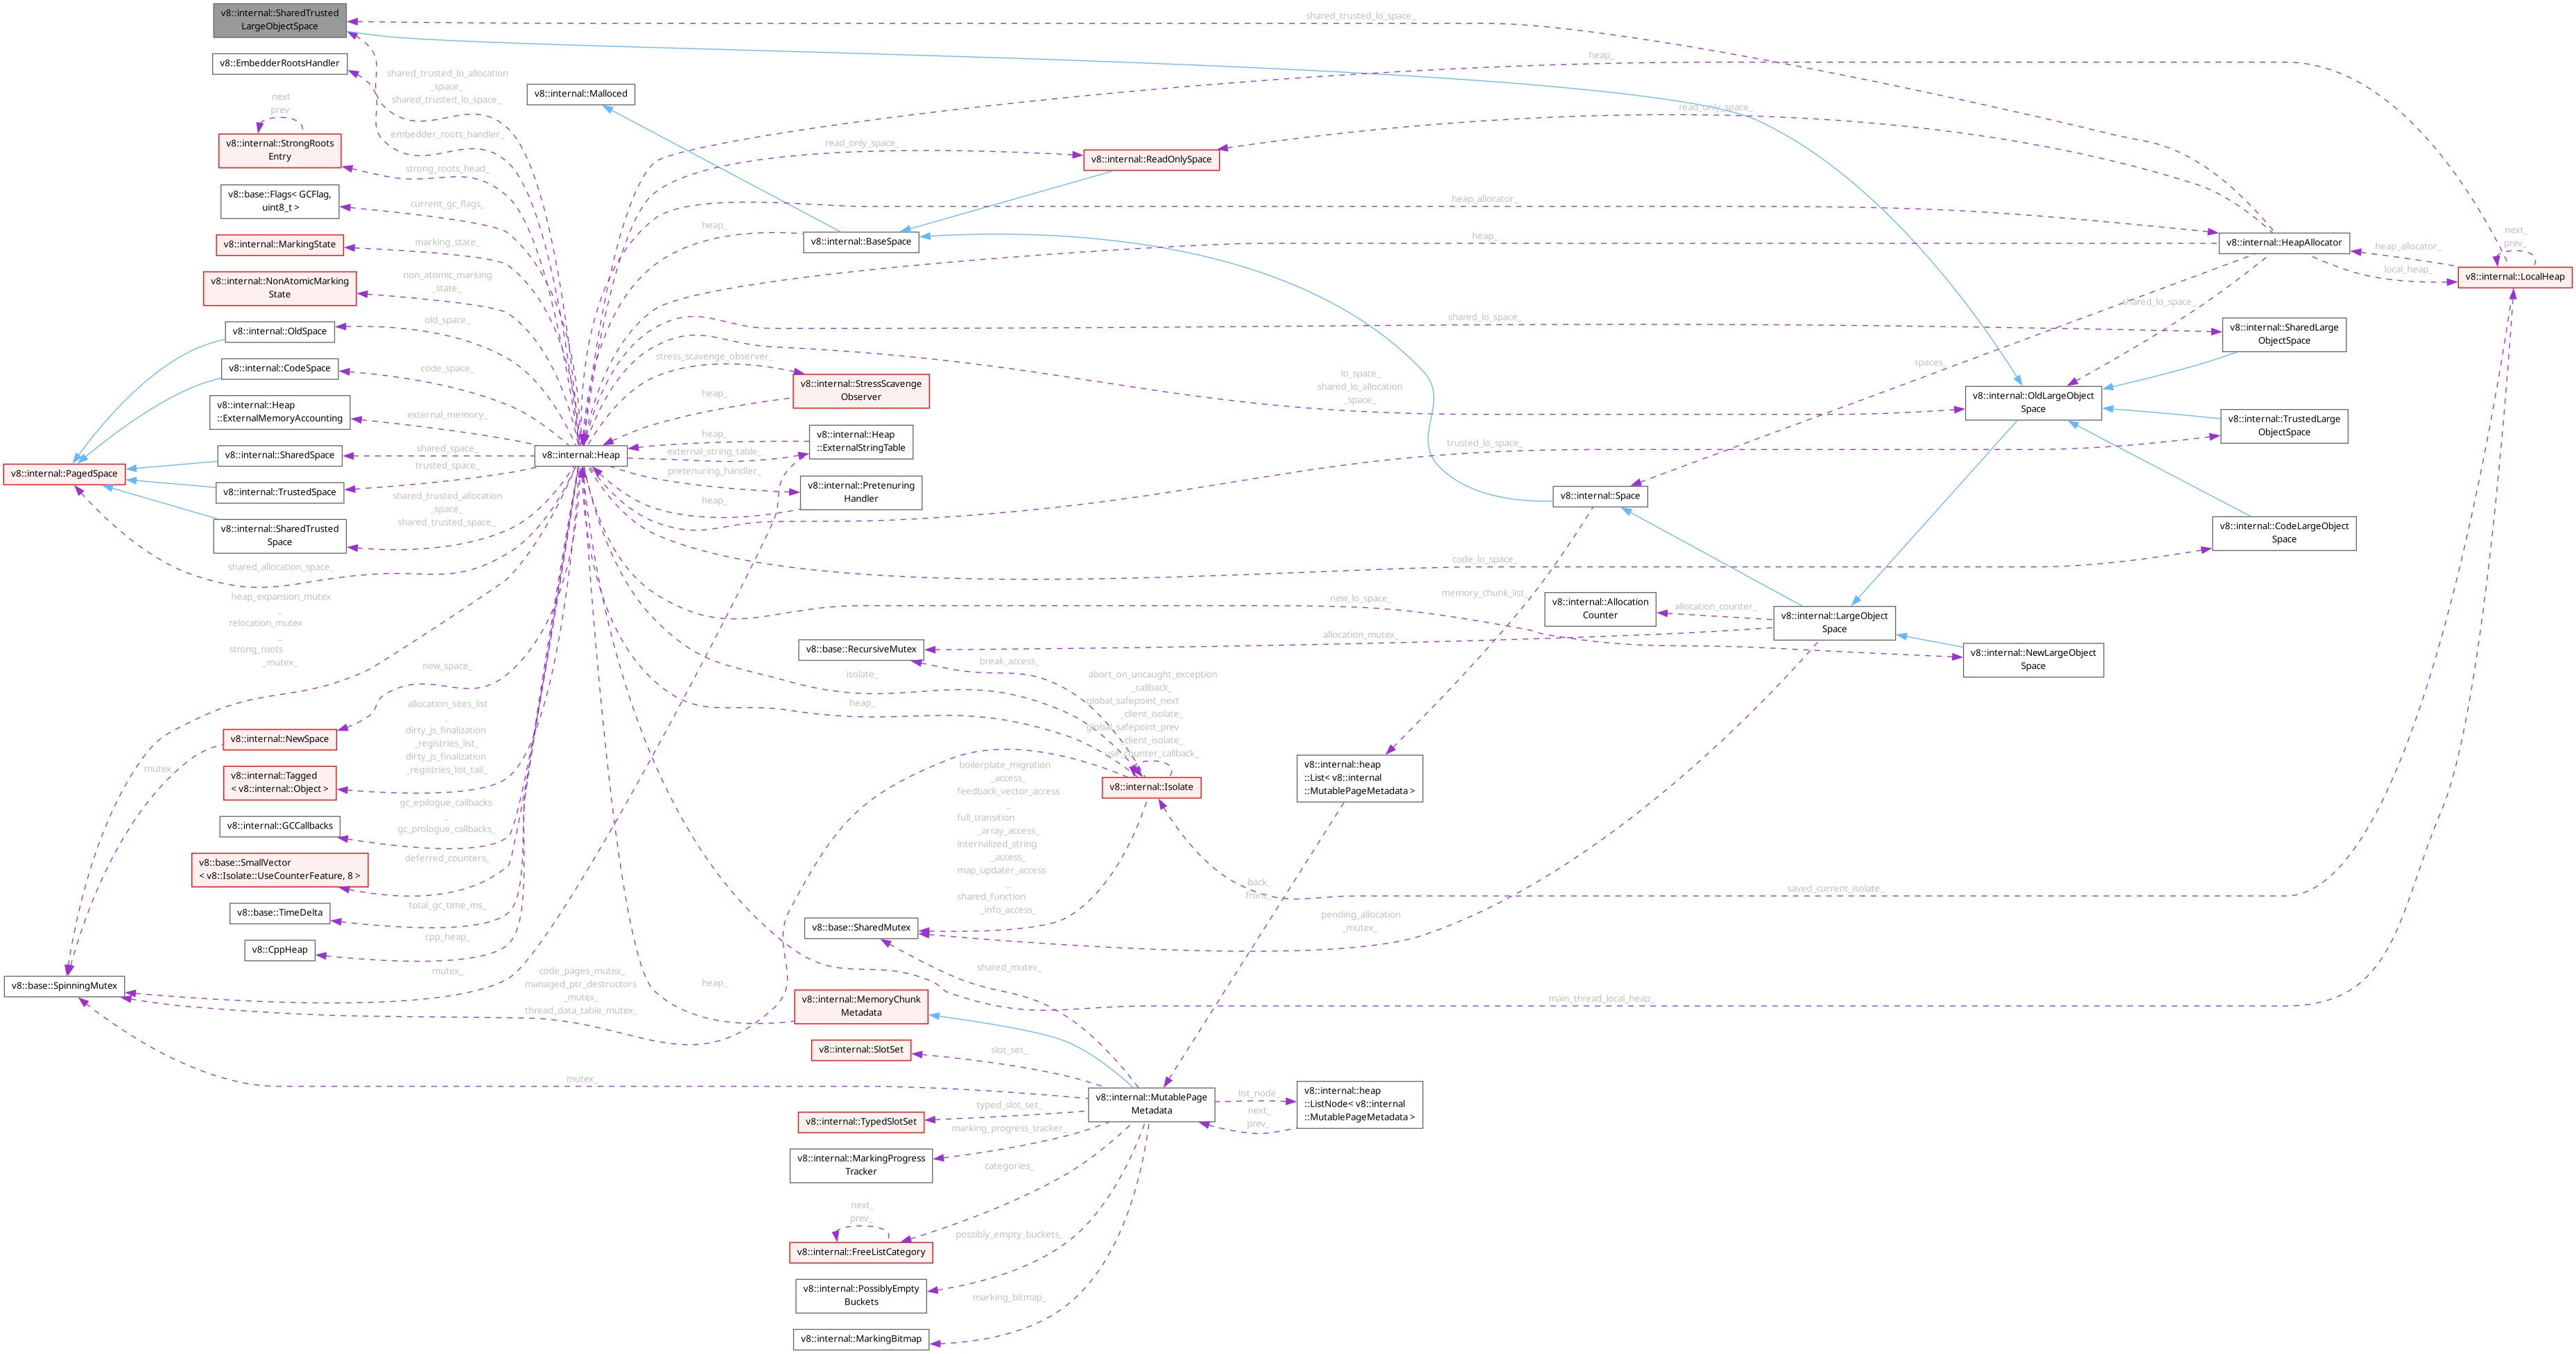 v8::internal::SharedTrusted
LargeObjectSpace
v8::EmbedderRootsHandler
next
prev
v8::internal::StrongRoots
Entry
v8::base::Flags< GCFlag,
uint8_t >
v8::internal::MarkingState
v8::internal::NonAtomicMarking
State
v8::internal::OldSpace
v8::internal::CodeSpace
v8::internal::Heap
::ExternalMemoryAccounting
v8::internal::SharedSpace
v8::internal::PagedSpace
v8::internal::TrustedSpace
v8::internal::SharedTrusted
Space
shared_allocation_space_
heap_expansion_mutex
_
relocation_mutex
_
strong_roots
_mutex_
v8::internal::NewSpace
mutex_
v8::internal::Tagged
< v8::internal::Object >
v8::internal::GCCallbacks
v8::base::SmallVector
< v8::Isolate::UseCounterFeature, 8 >
v8::base::TimeDelta
v8::CppHeap
v8::base::SpinningMutex
shared_trusted_lo_allocation
_space_
shared_trusted_lo_space_
embedder_roots_handler_
strong_roots_head_
current_gc_flags_
marking_state_
non_atomic_marking
_state_
old_space_
code_space_
external_memory_
shared_space_
trusted_space_
shared_trusted_allocation
_space_
shared_trusted_space_
new_space_
allocation_sites_list
_
dirty_js_finalization
_registries_list_
dirty_js_finalization
_registries_list_tail_
gc_epilogue_callbacks
_
gc_prologue_callbacks_
deferred_counters_
total_gc_time_ms_
cpp_heap_
mutex_
code_pages_mutex_
managed_ptr_destructors
_mutex_
thread_data_table_mutex_
mutex_
v8::internal::Malloced
v8::internal::Heap
read_only_space_
heap_
stress_scavenge_observer_
heap_
heap_
external_string_table_
pretenuring_handler_
heap_
v8::internal::BaseSpace
v8::internal::StressScavenge
Observer
v8::internal::Heap
::ExternalStringTable
v8::internal::Pretenuring
Handler
v8::base::RecursiveMutex
isolate_
heap_
heap_
v8::base::SharedMutex
v8::internal::MemoryChunk
Metadata
v8::internal::SlotSet
v8::internal::TypedSlotSet
v8::internal::MarkingProgress
Tracker
next_
prev_
v8::internal::FreeListCategory
v8::internal::PossiblyEmpty
Buckets
v8::internal::MarkingBitmap
v8::internal::ReadOnlySpace
break_access_
abort_on_uncaught_exception
_callback_
global_safepoint_next
_client_isolate_
global_safepoint_prev
_client_isolate_
use_counter_callback_
v8::internal::Isolate
boilerplate_migration
_access_
feedback_vector_access
_
full_transition
_array_access_
internalized_string
_access_
map_updater_access
_
shared_function
_info_access_
shared_mutex_
slot_set_
typed_slot_set_
marking_progress_tracker_
categories_
possibly_empty_buckets_
marking_bitmap_
v8::internal::MutablePage
Metadata
list_node_
next_
prev_
v8::internal::heap
::ListNode< v8::internal
::MutablePageMetadata >
v8::internal::heap
::List< v8::internal
::MutablePageMetadata >
back_
front_
shared_trusted_lo_space_
heap_allocator_
heap_
shared_lo_space_
lo_space_
shared_lo_allocation
_space_
trusted_lo_space_
code_lo_space_
memory_chunk_list_
new_lo_space_
allocation_mutex_
pending_allocation
_mutex_
v8::internal::Space
v8::internal::Allocation
Counter
allocation_counter_
v8::internal::LargeObject
Space
heap_
read_only_space_
spaces_
main_thread_local_heap_
saved_current_isolate_
v8::internal::OldLargeObject
Space
v8::internal::NewLargeObject
Space
shared_lo_space_
v8::internal::HeapAllocator
v8::internal::SharedLarge
ObjectSpace
v8::internal::TrustedLarge
ObjectSpace
v8::internal::CodeLargeObject
Space
heap_allocator_
local_heap_
next_
prev_
v8::internal::LocalHeap